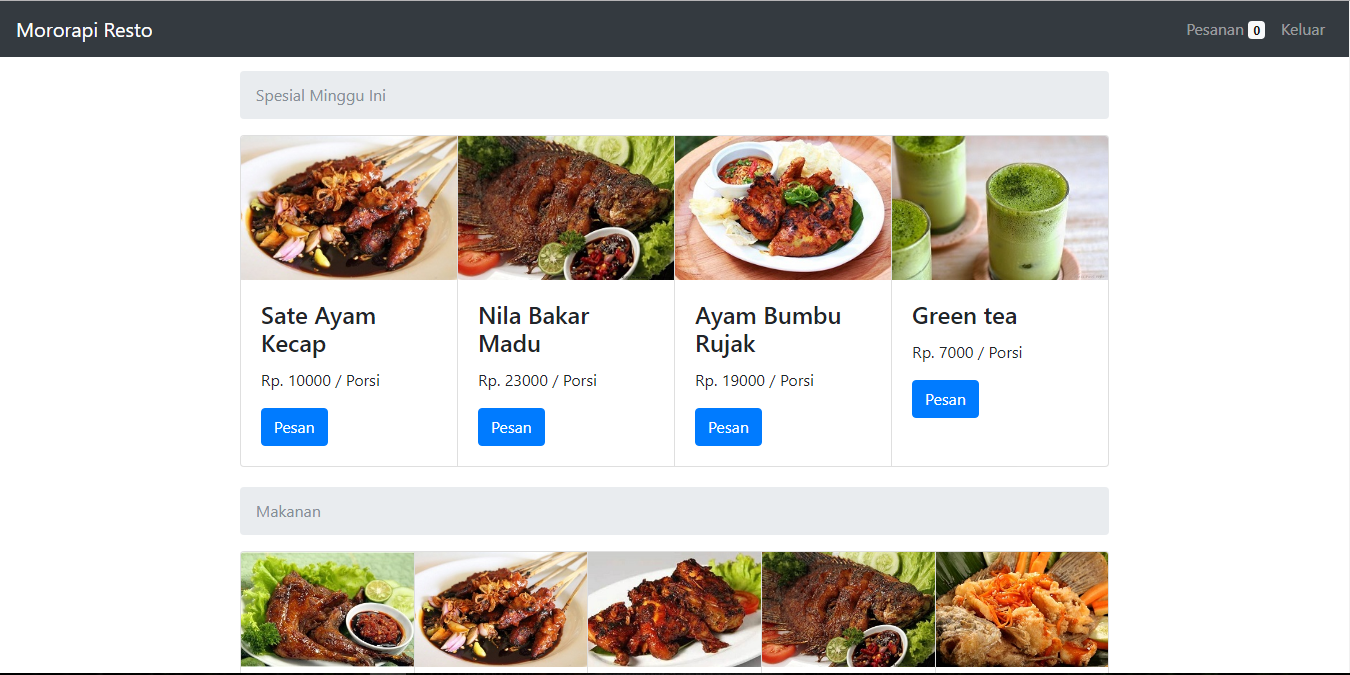 Mororapi Resto
Pesanan 0 Keluar
Spesial Minggu Ini
Sate Ayam
Kecap
Rp. 10000 / Porsi
Pesan
Nila Bakar
Madu
Rp. 23000 / Porsi
Pesan
Ayam Bumbu
Rujak
Rp. 19000 / Porsi
Pesan
Green tea
Rp. 7000 / Porsi
Pesan
Makanan